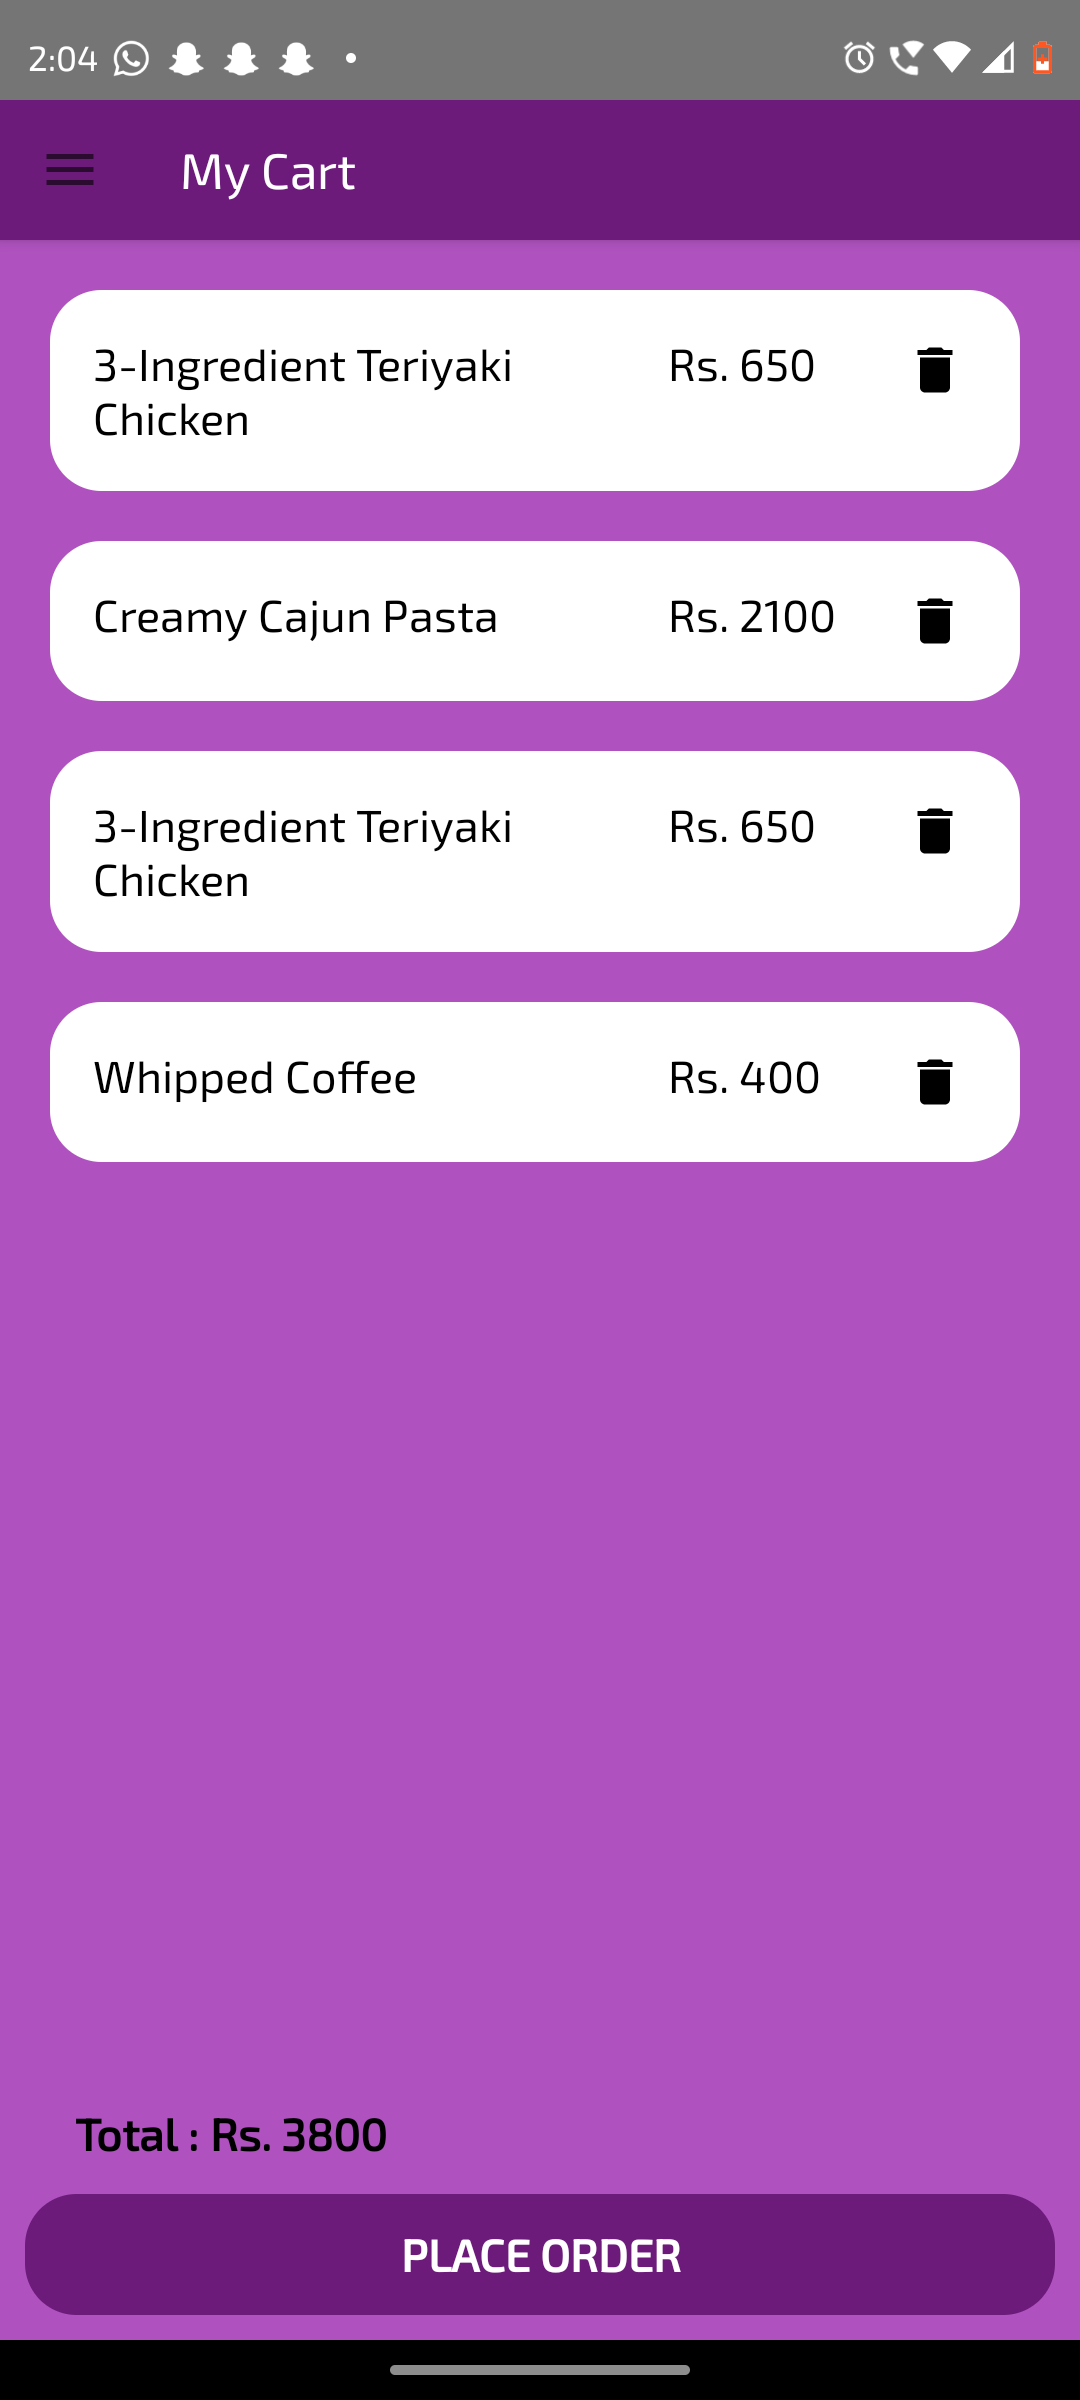 2:04
My Cart
3-Ingredient Teriyaki Rs. 650
Chicken
Creamy Cajun Pasta Rs. 2100
3-Ingredient Teriyaki Rs. 650
Chicken
Whipped Coffee Rs. 400
Total : Rs. 3800
PLACE ORDER